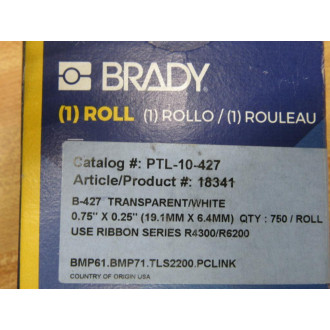 BRADY
(1) ROLL (1) ROLLO / (1) ROULEAU
Catalog #: PTL-10-427
Article/Product #: 18341
B-427 TRANSPARENT/WHITE
0.75" X 0.25" (19.1MM X 6.4MM) QTY : 750 / ROLL
USE RIBBON SERIES R4300/R6200
BMP61.BMP71.TLS2200.PCLINK
COUNTRY OF ORIGIN USA